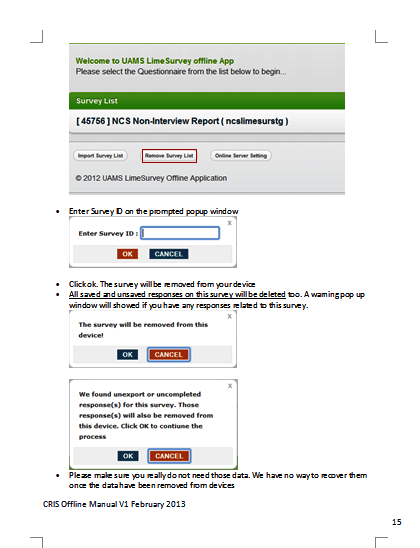 Welcome to UAMS LimeSurvey offline App
Please select the Questionnaire from the list below to begin...
Survey List
[ 45756 ] NCS Non-Interview Report ( ncslimesurstg )
Import Survey List
Remove Survey List
Online Server Setting
© 2012 UAMS LimeSurvey Offline Application
• Enter Survey ID on the prompted popup window
x
Enter Survey ID :
OK
CANCEL
• Click ok. The survey will be removed from your device
• All saved and unsaved responses on this survey will be deleted too. A warning pop up
window will showed if you have any responses related to this survey.
x
The survey will be removed from this
device!
OK
CANCEL
x
We found unexport or uncompleted
response(s) for this survey. Those
response(s) will also be removed from
this device. Click OK to contiune the
process
OK
CANCEL
• Please make sure you really do not need those data. We have no way to recover them
once the data have been removed from devices
CRIS Offline Manual V1 February 2013
15